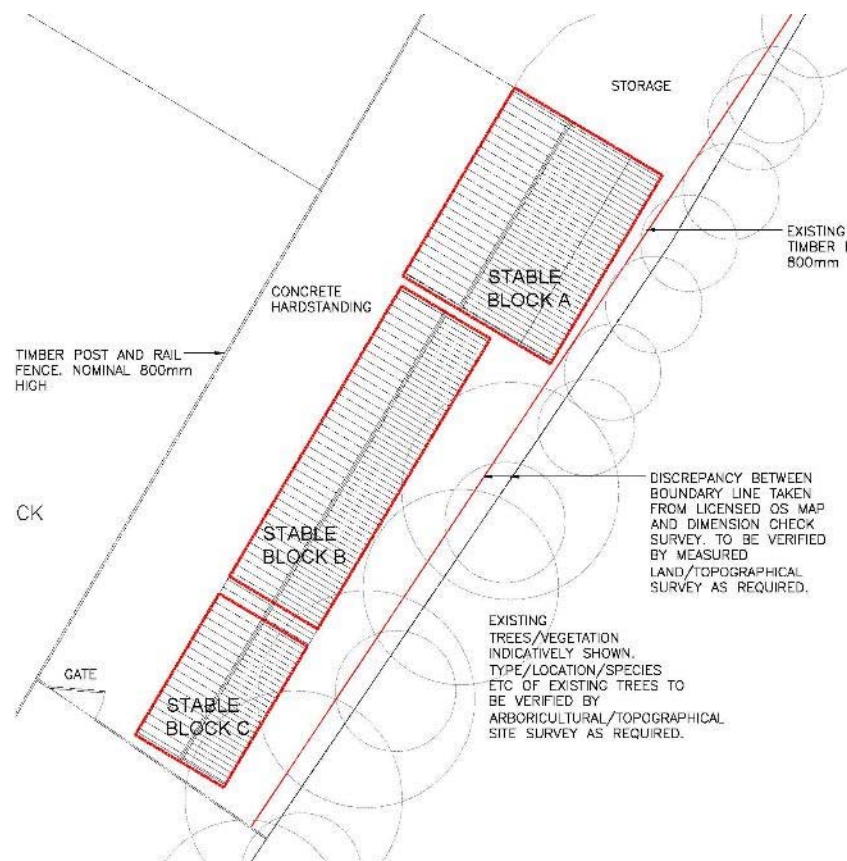 STORAGE
EXISTING
TIMBER
800mm
STABLE
BLOCK A
CONCRETE
HARDSTANDING
TIMBER POST AND RAIL
FENCE. NOMINAL 800mm
HIGH
DISCREPANCY BETWEEN
BOUNDARY LINE TAKEN
FROM LICENSED OS MAP
AND DIMENSION CHECK
SURVEY. TO BE VERIFIED
BY MEASURED
LAND/TOPOGRAPHICAL
SURVEY AS REQUIRED.
CK
STABLE
BLOCK B
EXISTING
TREES/VEGETATION
INDICATIVELY SHOWN.
TYPE/LOCATION/SPECIES
ETC OF EXISTING TREES TO
BE VERIFIED BY
ARBORICULTURAL/TOPOGRAPHICAL
SITE SURVEY AS REQUIRED.
GATE
STABLE
BLOCK C